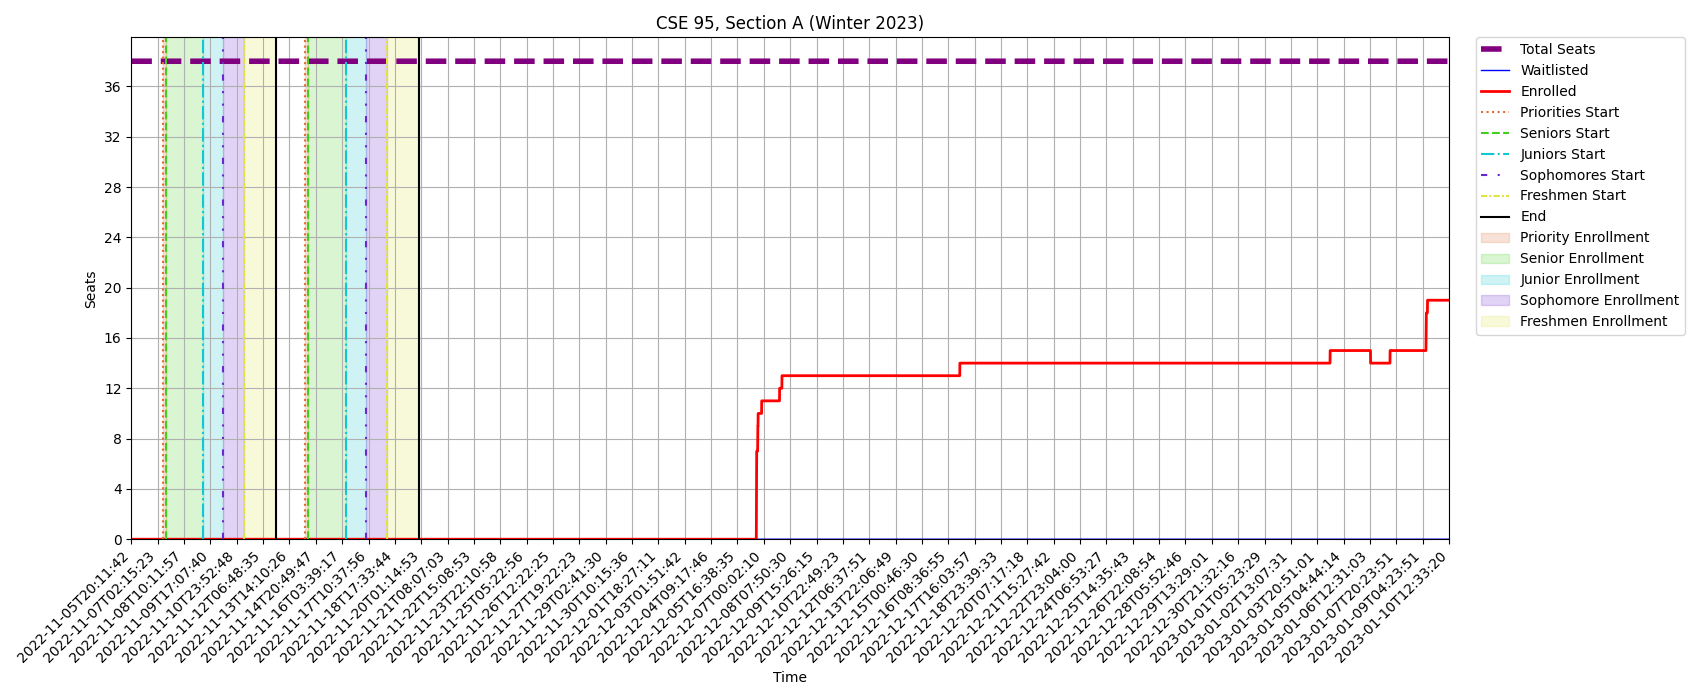 CSE 95, Section A (Winter 2023)
Seats
36
32
28
24
20
16
12
8
4
0
2022-11-05T20:11:42
2022-11-07T02:15:23
2022-11-08T10:11:57
2022-11-09T17:07:40
2022-11-10T23:52:48
2022-11-12T06:48:35
2022-11-13T14:10:26
2022-11-14T20:49:47
2022-11-16T03:39:17
2022-11-17T10:37:56
2022-11-18T17:33:44
2022-11-20T01:14:53
2022-11-21T08:07:03
2022-11-22T15:08:53
2022-11-23T22:10:58
2022-11-25T05:22:56
2022-11-26T12:22:25
2022-11-27T19:22:23
2022-11-29T02:41:30
2022-11-30T10:15:36
2022-12-01T18:27:11
2022-12-03T01:51:42
2022-12-04T09:17:46
2022-12-05T16:38:35
2022-12-07T00:02:10
2022-12-08T07:50:30
2022-12-09T15:26:15
2022-12-10T22:49:23
2022-12-12T06:37:51
2022-12-13T22:06:49
2022-12-15T00:46:30
2022-12-16T08:36:55
2022-12-17T16:03:57
2022-12-18T23:39:33
2022-12-20T07:17:18
2022-12-21T15:27:42
2022-12-22T23:04:00
2022-12-24T06:53:27
2022-12-25T14:35:43
2022-12-26T22:08:54
2022-12-28T05:52:46
2022-12-29T13:29:01
2022-12-30T21:32:16
2023-01-01T05:23:29
2023-01-02T13:07:31
2023-01-03T20:51:01
2023-01-05T04:44:14
2023-01-06T12:31:03
2023-01-07T20:23:51
2023-01-09T04:23:51
2023-01-10T12:33:20
Time
Total Seats
Waitlisted
Enrolled
Priorities Start
Seniors Start
Juniors Start
Sophomores Start
Freshmen Start
End
Priority Enrollment
Senior Enrollment
Junior Enrollment
Sophomore Enrollment
Freshmen Enrollment